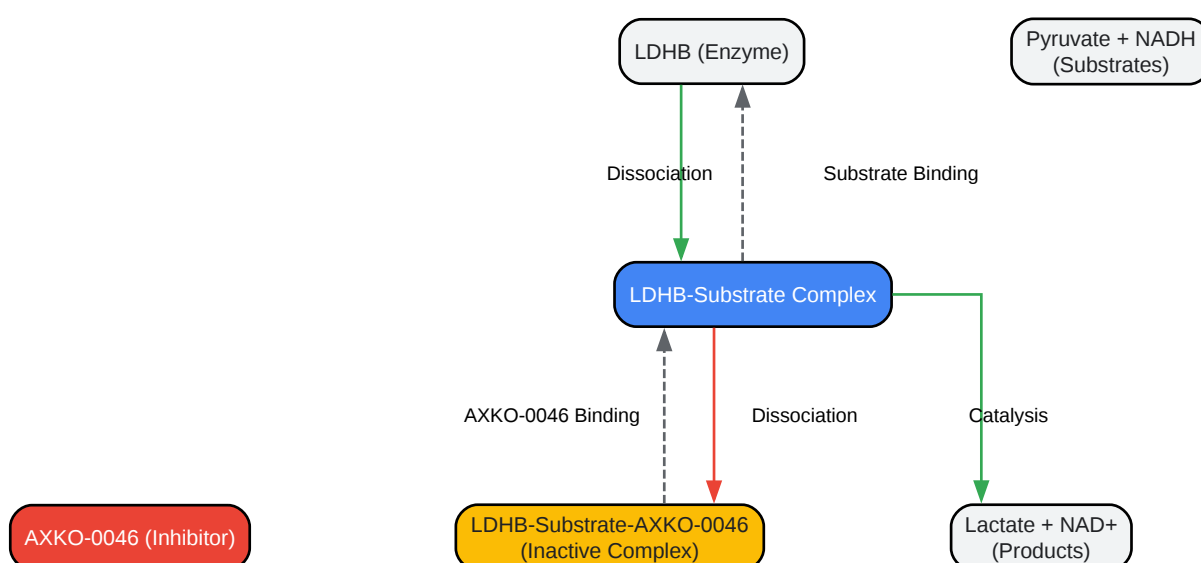 LDHB (Enzyme)
Pyruvate + NADH
(Substrates)
Dissociation
Substrate Binding
LDHB-Substrate Complex
AXKO-0046 Binding
Dissociation
Catalysis
AXKO-0046 (Inhibitor)
LDHB-Substrate-AXKO-0046
(Inactive Complex)
Lactate + NAD+
(Products)